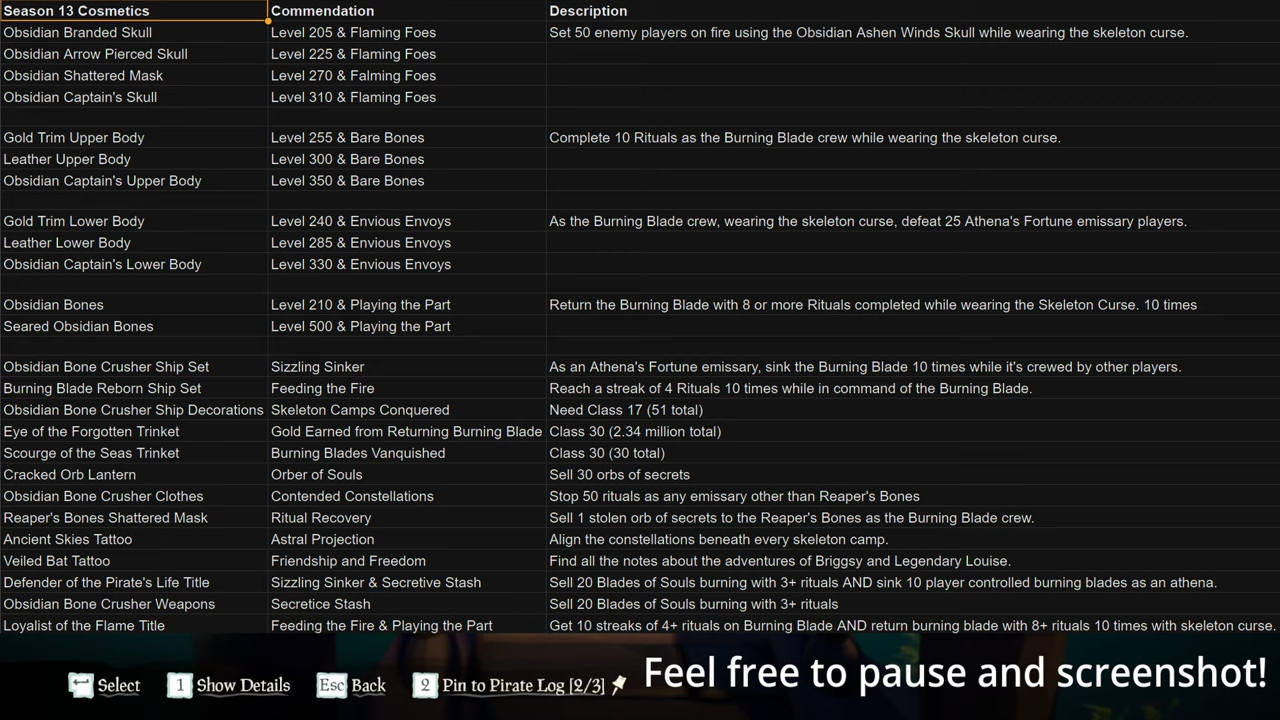 Season 13 Cosmetics Commendation Description
Obsidian Branded Skull Level 205 & Flaming Foes Set 50 enemy players on fire using the Obsidian Ashen Winds Skull while wearing the skeleton curse.
Obsidian Arrow Pierced Skull Level 225 & Flaming Foes
Obsidian Shattered Mask Level 270 & Falming Foes
Obsidian Captain's Skull Level 310 & Flaming Foes
Gold Trim Upper Body Level 255 & Bare Bones Complete 10 Rituals as the Burning Blade crew while wearing the skeleton curse.
Leather Upper Body Level 300 & Bare Bones
Obsidian Captain's Upper Body Level 350 & Bare Bones
Gold Trim Lower Body Level 240 & Envious Envoys As the Burning Blade crew, wearing the skeleton curse, defeat 25 Athena's Fortune emissary players.
Leather Lower Body Level 285 & Envious Envoys
Obsidian Captain's Lower Body Level 330 & Envious Envoys
Obsidian Bones Level 210 & Playing the Part Return the Burning Blade with 8 or more Rituals completed while wearing the Skeleton Curse. 10 times
Seared Obsidian Bones Level 500 & Playing the Part
Obsidian Bone Crusher Ship Set Sizzling Sinker As an Athena's Fortune emissary, sink the Burning Blade 10 times while it's crewed by other players.
Burning Blade Reborn Ship Set Feeding the Fire Reach a streak of 4 Rituals 10 times while in command of the Burning Blade.
Obsidian Bone Crusher Ship Decorations Skeleton Camps Conquered Need Class 17 (51 total)
Eye of the Forgotten Trinket Gold Earned from Returning Burning Blade Class 30 (2.34 million total)
Scourge of the Seas Trinket Burning Blades Vanquished Class 30 (30 total)
Cracked Orb Lantern Orber of Souls Sell 30 orbs of secrets
Obsidian Bone Crusher Clothes Contended Constellations Stop 50 rituals as any emissary other than Reaper's Bones
Reaper's Bones Shattered Mask Ritual Recovery Sell 1 stolen orb of secrets to the Reaper's Bones as the Burning Blade crew.
Ancient Skies Tattoo Astral Projection Align the constellations beneath every skeleton camp.
Veiled Bat Tattoo Friendship and Freedom Find all the notes about the adventures of Briggsy and Legendary Louise.
Defender of the Pirate's Life Title Sizzling Sinker & Secretive Stash Sell 20 Blades of Souls burning with 3+ rituals AND sink 10 player controlled burning blades as an athena.
Obsidian Bone Crusher Weapons Secretice Stash Sell 20 Blades of Souls burning with 3+ rituals
Loyalist of the Flame Title Feeding the Fire & Playing the Part Get 10 streaks of 4+ rituals on Burning Blade AND return burning blade with 8+ rituals 10 times with skeleton curse.
Select 1 Show Details Esc Back 2 Pin to Pirate Log [2/3] Feel free to pause and screenshot!